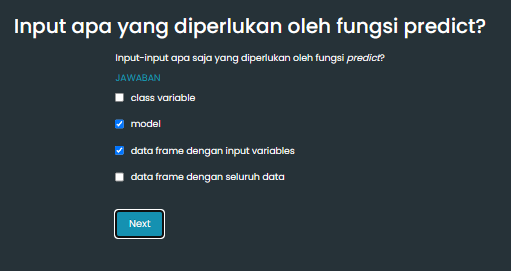 Input apa yang diperlukan oleh fungsi predict?
Input-input apa saja yang diperlukan oleh fungsi predict?
JAWABAN
class variable
model
data frame dengan input variables
data frame dengan seluruh data
Next